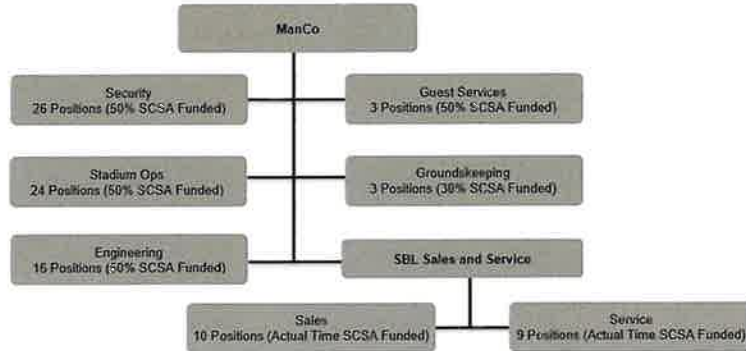 ManCo
Security
26 Positions (50% SCSA Funded)
Guest Services
3 Positions (50% SCSA Funded)
Stadium Ops
24 Positions (50% SCSA Funded)
Groundskeeping
3 Positions (30% SCSA Funded)
Engineering
16 Positions (50% SCSA Funded)
SBL Sales and Service
Sales
10 Positions (Actual Time SCSA Funded)
Service
9 Positions (Actual Time SCSA Funded)